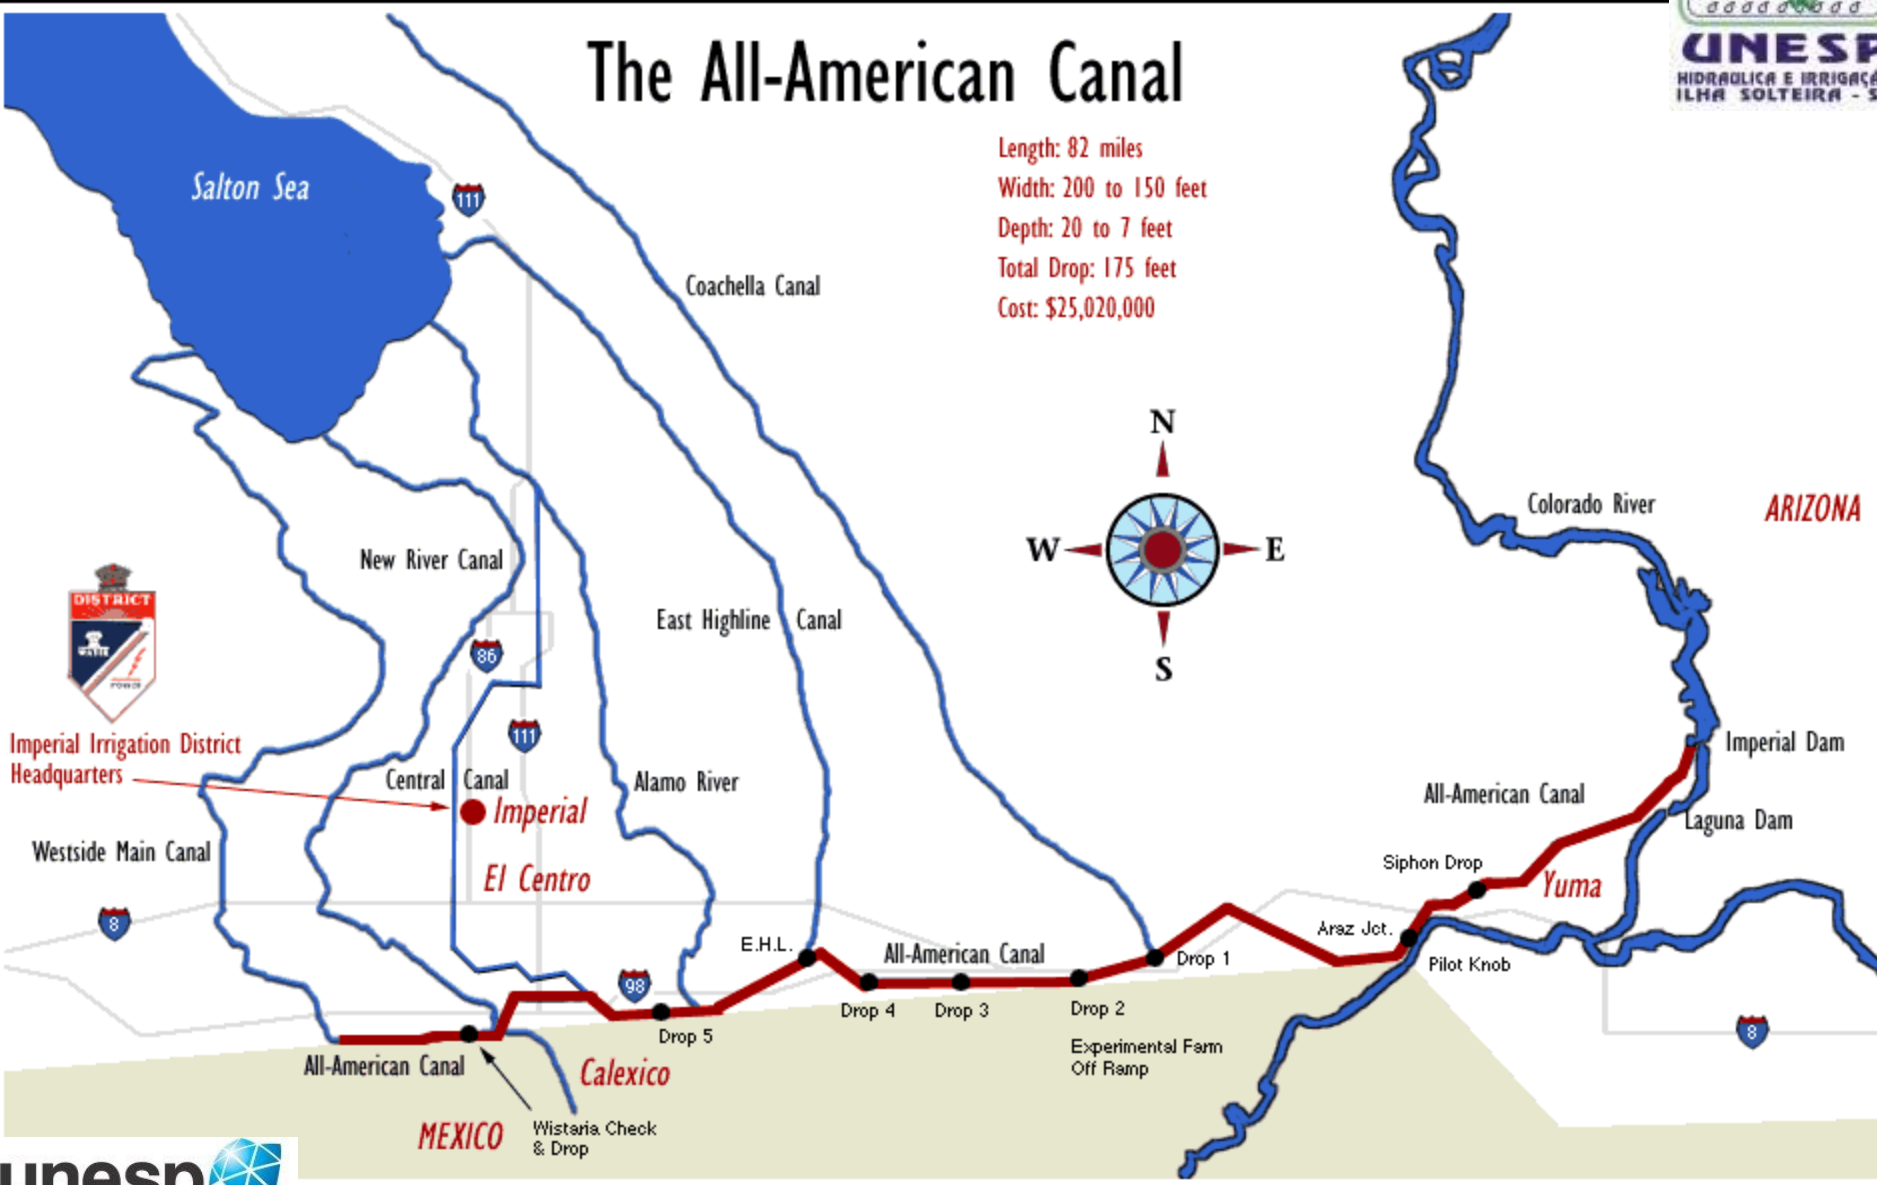 The All-American Canal
UNESP
HIDRAULICA E IRRIGAÇÃ
ILHA SOLTEIRA - S
Length: 82 miles
Width: 200 to 150 feet
Depth: 20 to 7 feet
Total Drop: 175 feet
Cost: $25,020,000
Salton Sea
111
Coachella Canal
N
W
E
S
Colorado River
ARIZONA
New River Canal
DISTRICT
WATER
POWER
East Highline Canal
86
111
Imperial Irrigation District
Headquarters
Central Canal
Imperial
Alamo River
Imperial Dam
All-American Canal
Laguna Dam
Westside Main Canal
El Centro
Siphon Drop
Yuma
8
E.H.L.
All-American Canal
Drop 1
Araz Jct.
Pilot Knob
98
Drop 5
Drop 4
Drop 3
Drop 2
Experimental Farm
Off Ramp
8
All-American Canal
Calexico
MEXICO
Wistaria Check
& Drop
unesp